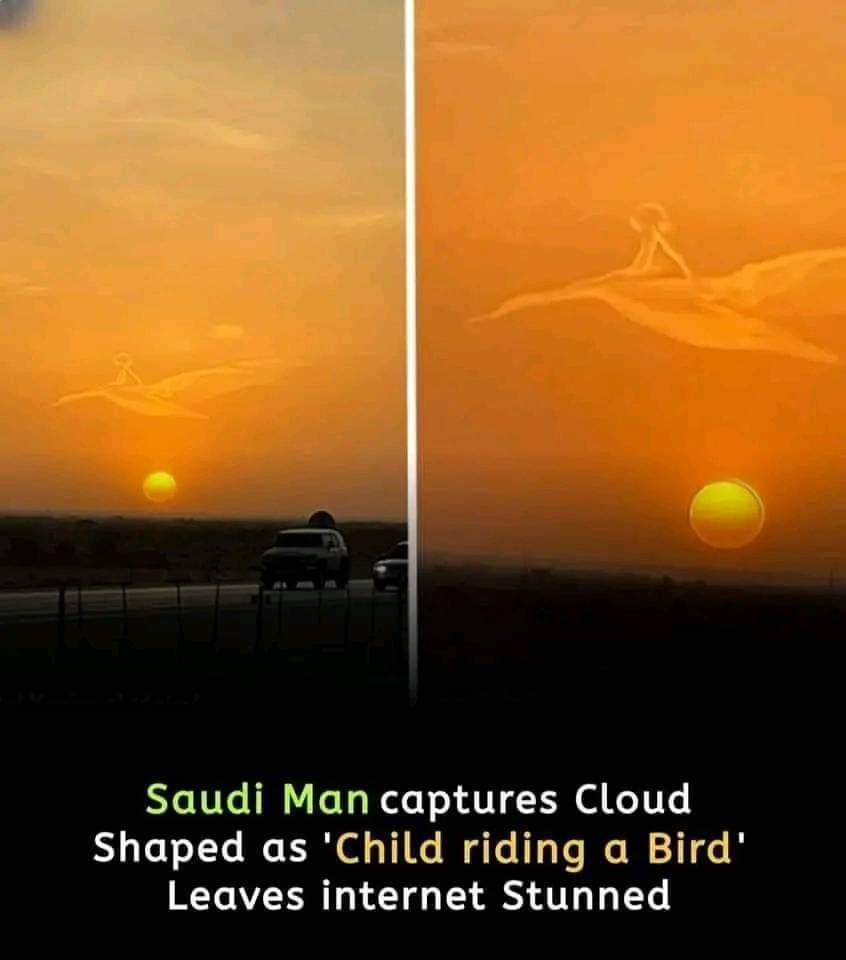 Saudi Man captures Cloud
Shaped as 'Child riding a Bird'
Leaves internet Stunned